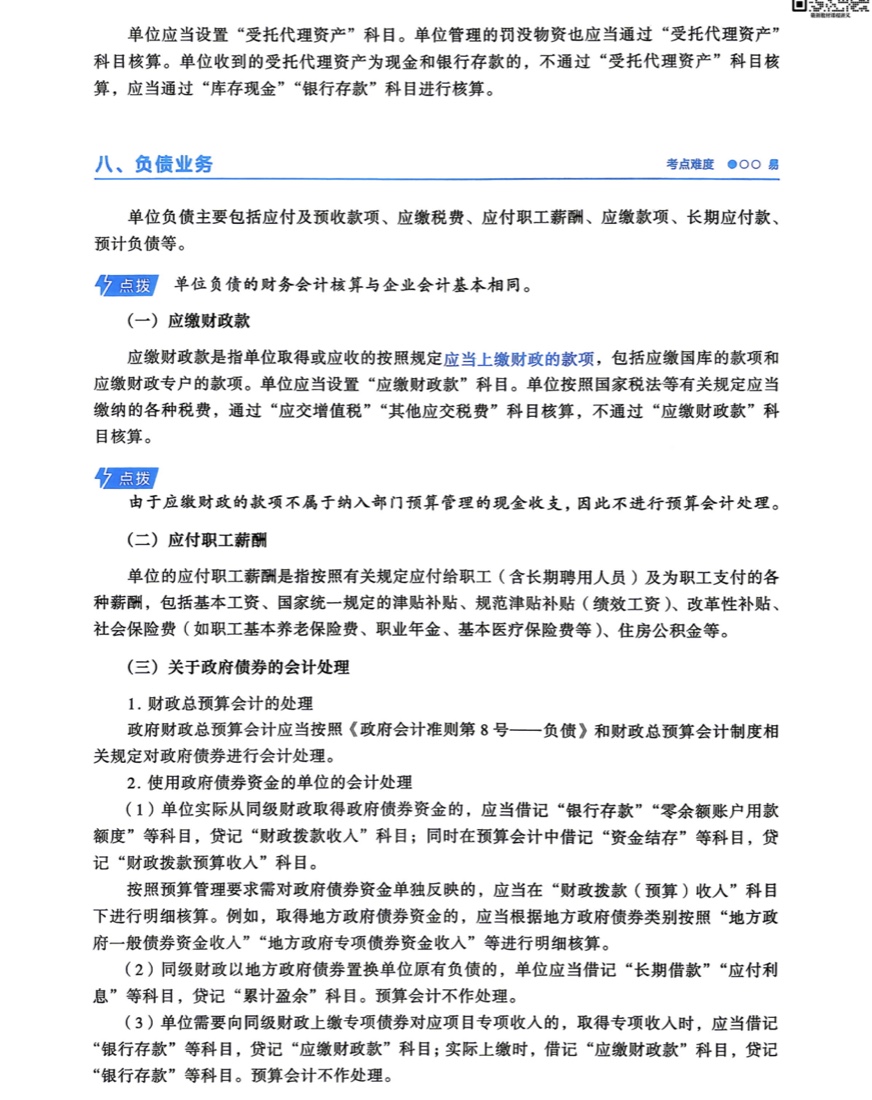 单位应当设置“受托代理资产”科目。单位管理的罚没物资也应当通过“受托代理资产”
科目核算。单位收到的受托代理资产为现金和银行存款的，不通过“受托代理资产”科目核
算，应当通过“库存现金”“银行存款”科目进行核算。
八、负债业务
考点难度 ●○○ 易
单位负债主要包括应付及预收款项、应缴税费、应付职工薪酬、应缴款项、长期应付款、
预计负债等。
点拨 单位负债的财务会计核算与企业会计基本相同。
（一）应缴财政款
应缴财政款是指单位取得或应收的按照规定应当上缴财政的款项，包括应缴国库的款项和
应缴财政专户的款项。单位应当设置“应缴财政款”科目。单位按照国家税法等有关规定应当
缴纳的各种税费，通过“应交增值税”“其他应交税费”科目核算，不通过“应缴财政款”科
目核算。
点拨
由于应缴财政的款项不属于纳入部门预算管理的现金收支，因此不进行预算会计处理。
（二）应付职工薪酬
单位的应付职工薪酬是指按照有关规定应付给职工（含长期聘用人员）及为职工支付的各
种薪酬，包括基本工资、国家统一规定的津贴补贴、规范津贴补贴（绩效工资）、改革性补贴、
社会保险费（如职工基本养老保险费、职业年金、基本医疗保险费等）、住房公积金等。
（三）关于政府债券的会计处理
1. 财政总预算会计的处理
政府财政总预算会计应当按照《政府会计准则第 8 号——负债》和财政总预算会计制度相
关规定对政府债券进行会计处理。
2. 使用政府债券资金的单位的会计处理
（1）单位实际从同级财政取得政府债券资金的，应当借记“银行存款”“零余额账户用款
额度”等科目，贷记“财政拨款收入”科目；同时在预算会计中借记“资金结存”等科目，贷
记“财政拨款预算收入”科目。
按照预算管理要求需对政府债券资金单独反映的，应当在“财政拨款（预算）收入”科目
下进行明细核算。例如，取得地方政府债券资金的，应当根据地方政府债券类别按照“地方政
府一般债券资金收入”“地方政府专项债券资金收入”等进行明细核算。
（2）同级财政以地方政府债券置换单位原有负债的，单位应当借记“长期借款”“应付利
息”等科目，贷记“累计盈余”科目。预算会计不作处理。
（3）单位需要向同级财政上缴专项债券对应项目专项收入的，取得专项收入时，应当借记
“银行存款”等科目，贷记“应缴财政款”科目；实际上缴时，借记“应缴财政款”科目，贷记
“银行存款”等科目。预算会计不作处理。